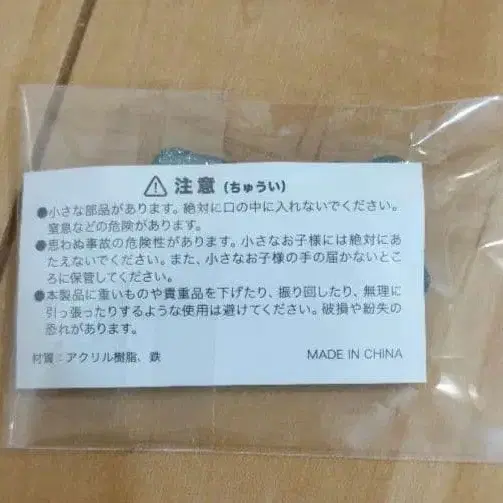 ⚠ 注意 (ちゅうい)
●小さな部品があります。絶対に口の中に入れないでください。
窒息などの危険があります。
●思わぬ事故の危険性があります。小さなお子様には絶対にあ
たえないでください。また、小さなお子様の手の届かないとこ
ろに保管してください。
●本製品に重いものや貴重品を下げたり、振り回したり、無理に
引っ張ったりするような使用は避けてください。破損や紛失の
恐れがあります。
材質：アクリル樹脂、鉄
MADE IN CHINA